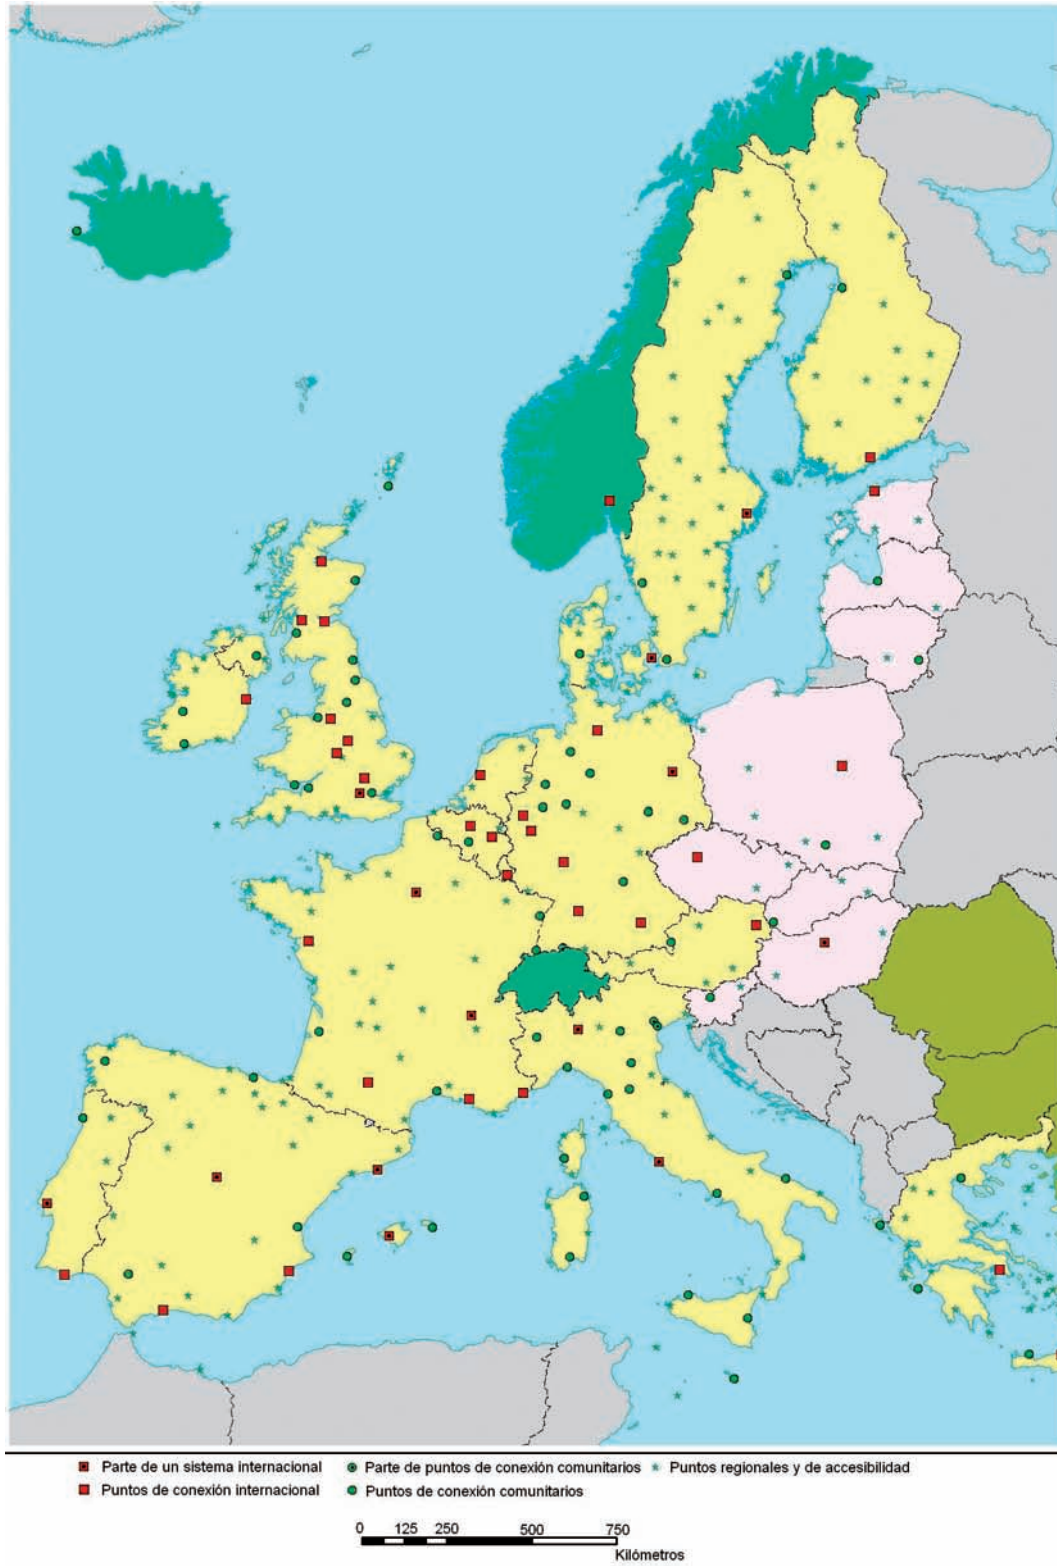 Parte de un sistema internacional Parte de puntos de conexión comunitarios Puntos regionales y de accesibilidad
Puntos de conexión internacional Puntos de conexión comunitarios
0 125 250 500 750
Kilómetros